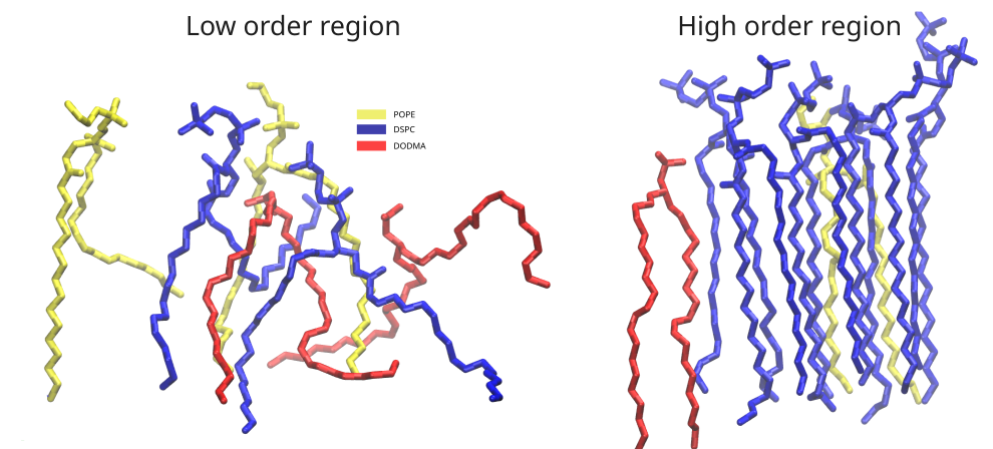 Low order region
High order region
POPE
DSPC
DODMA